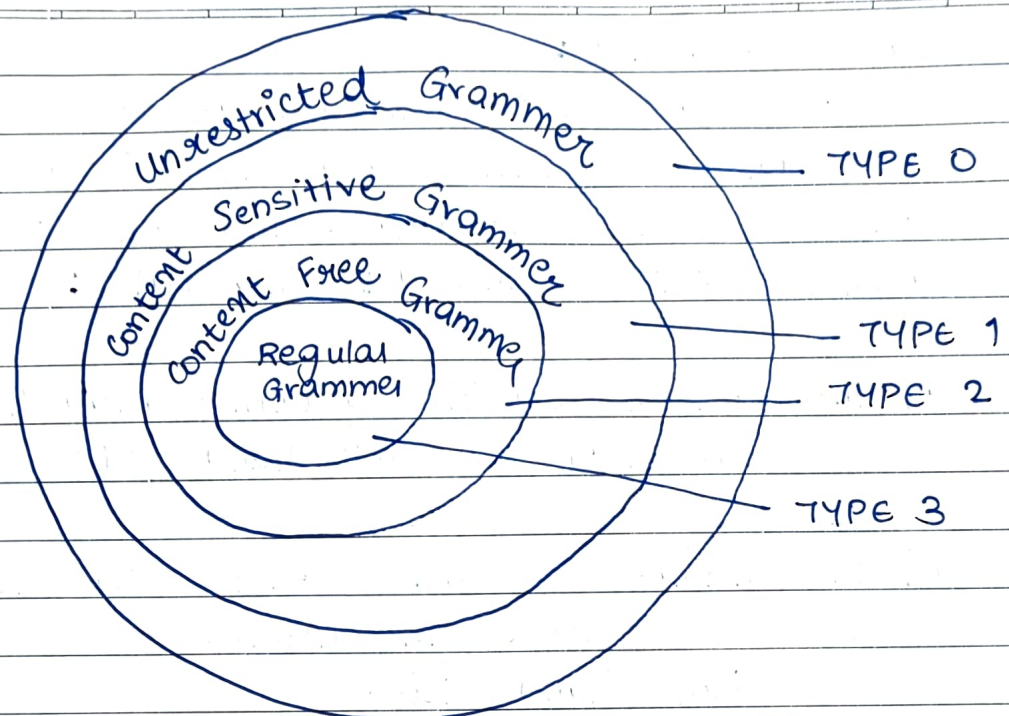 Unrestricted Grammer
TYPE 0
Content Sensitive Grammer
TYPE 1
Content Free Grammer
TYPE 2
Regular
Grammer
TYPE 3